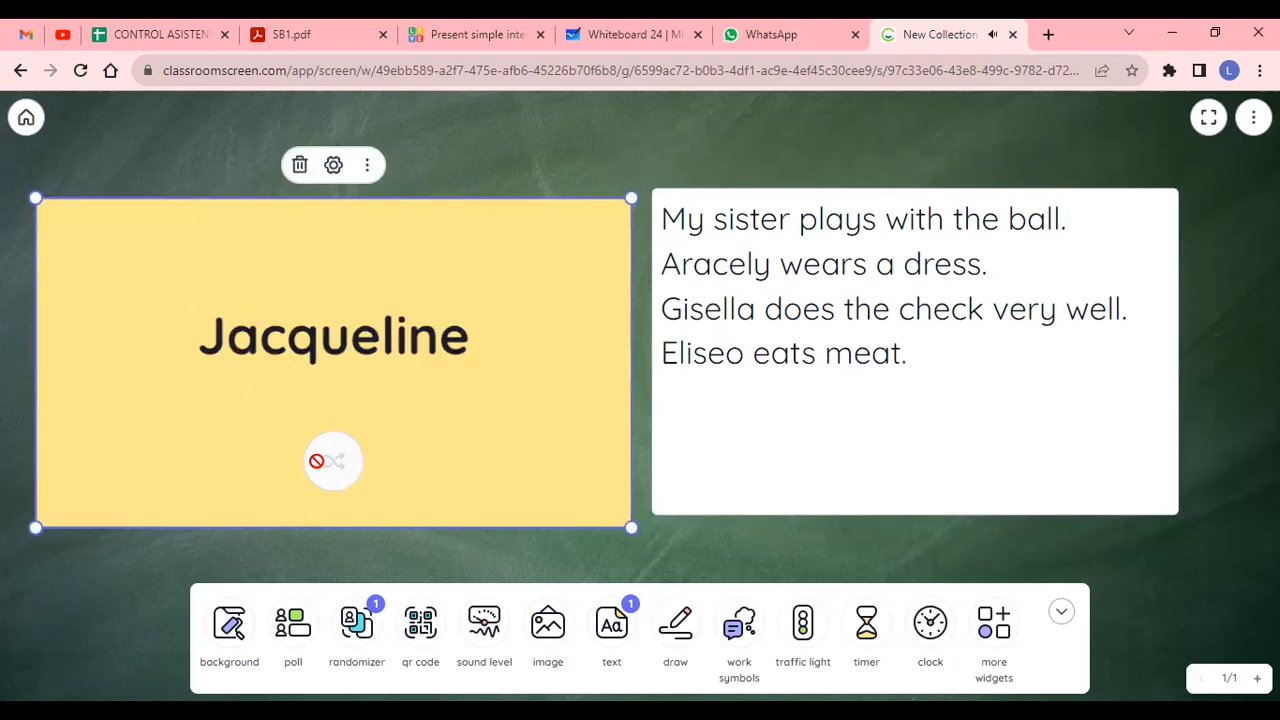 CONTROL ASISTEN
SB1.pdf
Present simple inte
Whiteboard 24 | Mi
WhatsApp
New Collection
L
classroomscreen.com/app/screen/w/49ebb589-a2f7-475e-afb6-45226b70f6b8/g/6599ac72-b0b3-4df1-ac9e-4ef45c30cee9/s/97c33e06-43e8-499c-9782-d72...
Jacqueline
My sister plays with the ball.
Aracely wears a dress.
Gisella does the check very well.
Eliseo eats meat.
1
1
Aa
background
poll
randomizer
qr code
sound level
image
text
draw
work symbols
traffic light
timer
clock
more widgets
1/1